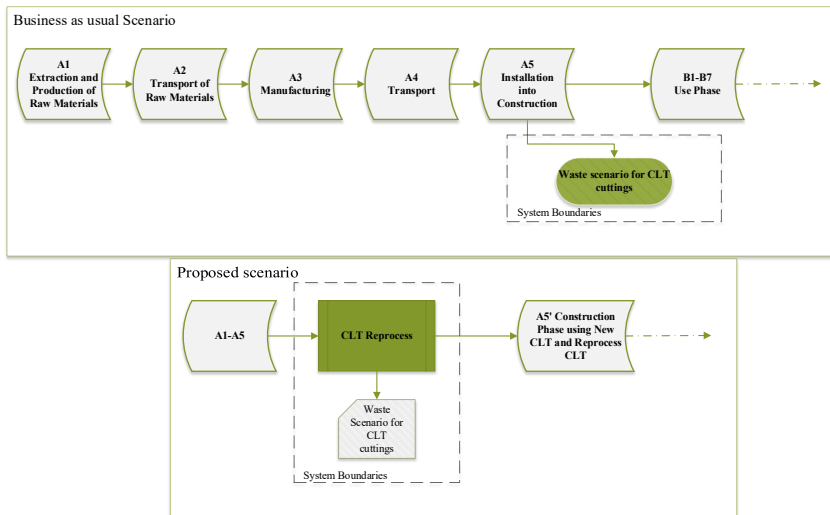 Business as usual Scenario
A1
Extraction and
Production of
Raw Materials
A2
Transport of
Raw Materials
A3
Manufacturing
A4
Transport
A5
Installation
into
Construction
B1-B7
Use Phase
Waste scenario for CLT
cuttings
System Boundaries
Proposed scenario
A1-A5
CLT Reprocess
A5' Construction
Phase using New
CLT and Reprocess
CLT
Waste
Scenario for
CLT
cuttings
System Boundaries